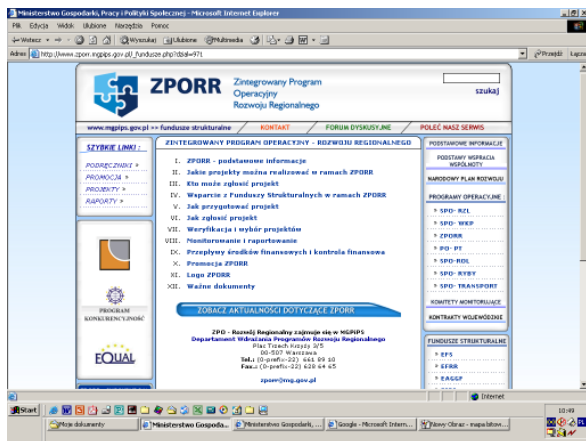 Ministerstwo Gospodarki, Pracy i Polityki Społecznej - Microsoft Internet Explorer
Plik Edycja Widok Ulubione Narzędzia Pomoc
Wstecz Wyszukaj Ulubione Multimedia
Adres http://www.zporr.mgpips.gov.pl/_fundusze.php?dzial=971 Przejdź Łącza
ZPORR Zintegrowany Program
Operacyjny
Rozwoju Regionalnego
szukaj
www.mgpips.gov.pl >> fundusze strukturalne KONTAKT FORUM DYSKUSYJNE POLEĆ NASZ SERWIS
SZYBKIE LINKI :
PODRĘCZNIKI »
PROMOCJA »
PROJEKTY »
RAPORTY »
PROGRAM
KONKURENCYJNOŚĆ
EQUAL
ZINTEGROWANY PROGRAM OPERACYJNY - ROZWOJU REGIONALNEGO
I. ZPORR - podstawowe informacje
II. Jakie projekty można realizować w ramach ZPORR
III. Kto może zgłosić projekt
IV. Wsparcie z Funduszy Strukturalnych w ramach ZPORR
V. Jak przygotować projekt
VI. Jak zgłosić projekt
VII. Weryfikacja i wybór projektów
VIII. Monitorowanie i raportowanie
IX. Przepływy środków finansowych i kontrola finansowa
X. Promocja ZPORR
XI. Logo ZPORR
XII. Ważne dokumenty
ZOBACZ AKTUALNOŚCI DOTYCZĄCE ZPORR
ZPO - Rozwój Regionalny zajmuje się w MGPiPS:
Departament Wdrażania Programów Rozwoju Regionalnego
Plac Trzech Krzyży 3/5
00-507 Warszawa
Tel.: (0-prefix-22) 661 89 10
Fax.: (0-prefix-22) 628 64 65
zporr@mg.gov.pl
PODSTAWOWE INFORMACJE
PODSTAWY WSPARCIA
WSPÓLNOTY
NARODOWY PLAN ROZWOJU
PROGRAMY OPERACYJNE
» SPO- RZL
» SPO- WKP
» ZPORR
» PO- PT
» SPO-ROL
» SPO- RYBY
» SPO- TRANSPORT
KOMITETY MONITORUJĄCE
KONTRAKTY WOJEWÓDZKIE
FUNDUSZE STRUKTURALNE
» EFS
» EFRR
» EAGGF
Internet
Start 10:49
Moje dokumenty Ministerstwo Gospoda... Ministerstwo Gospodarki, ... Google - Microsoft Intern... Nowy Obraz - mapa bitow...